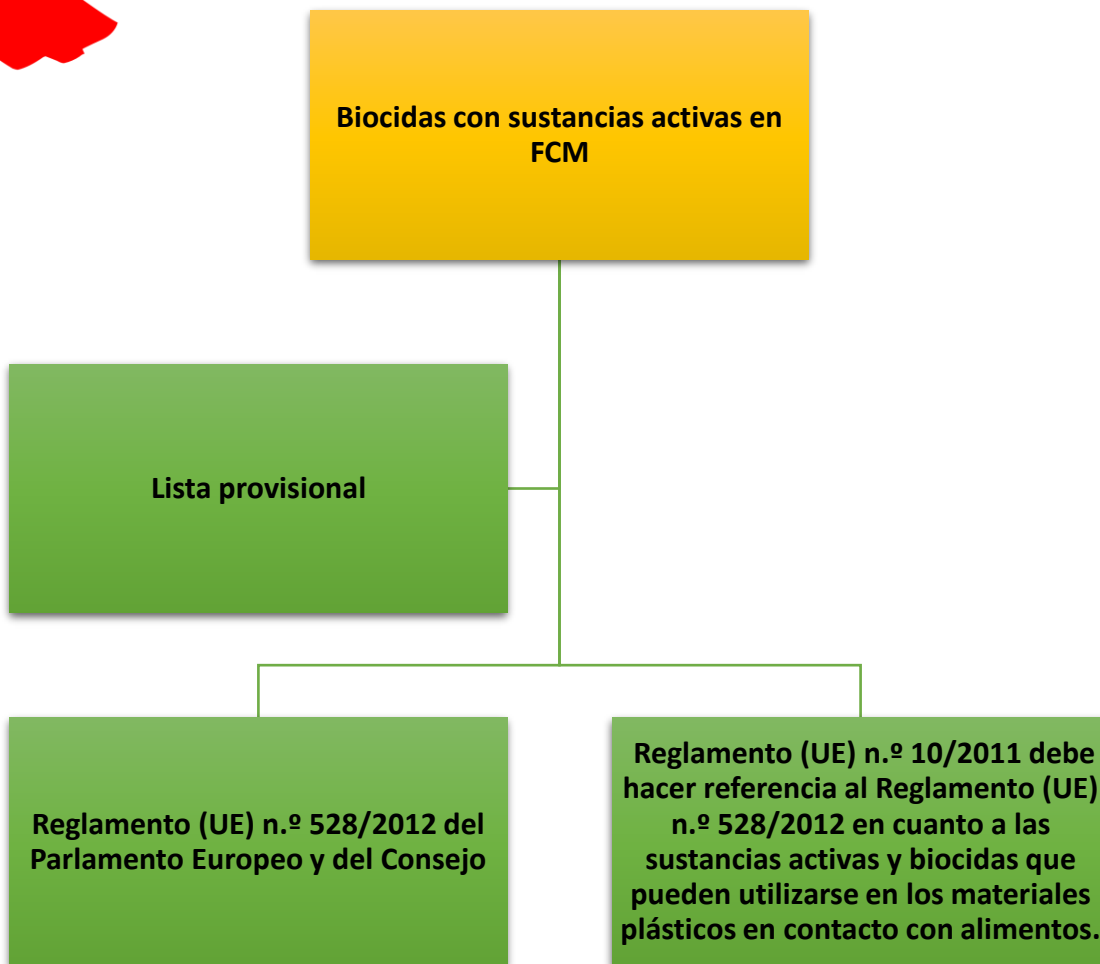 Biocidas con sustancias activas en
FCM
Lista provisional
Reglamento (UE) n.º 528/2012 del
Parlamento Europeo y del Consejo
Reglamento (UE) n.º 10/2011 debe
hacer referencia al Reglamento (UE)
n.º 528/2012 en cuanto a las
sustancias activas y biocidas que
pueden utilizarse en los materiales
plásticos en contacto con alimentos.